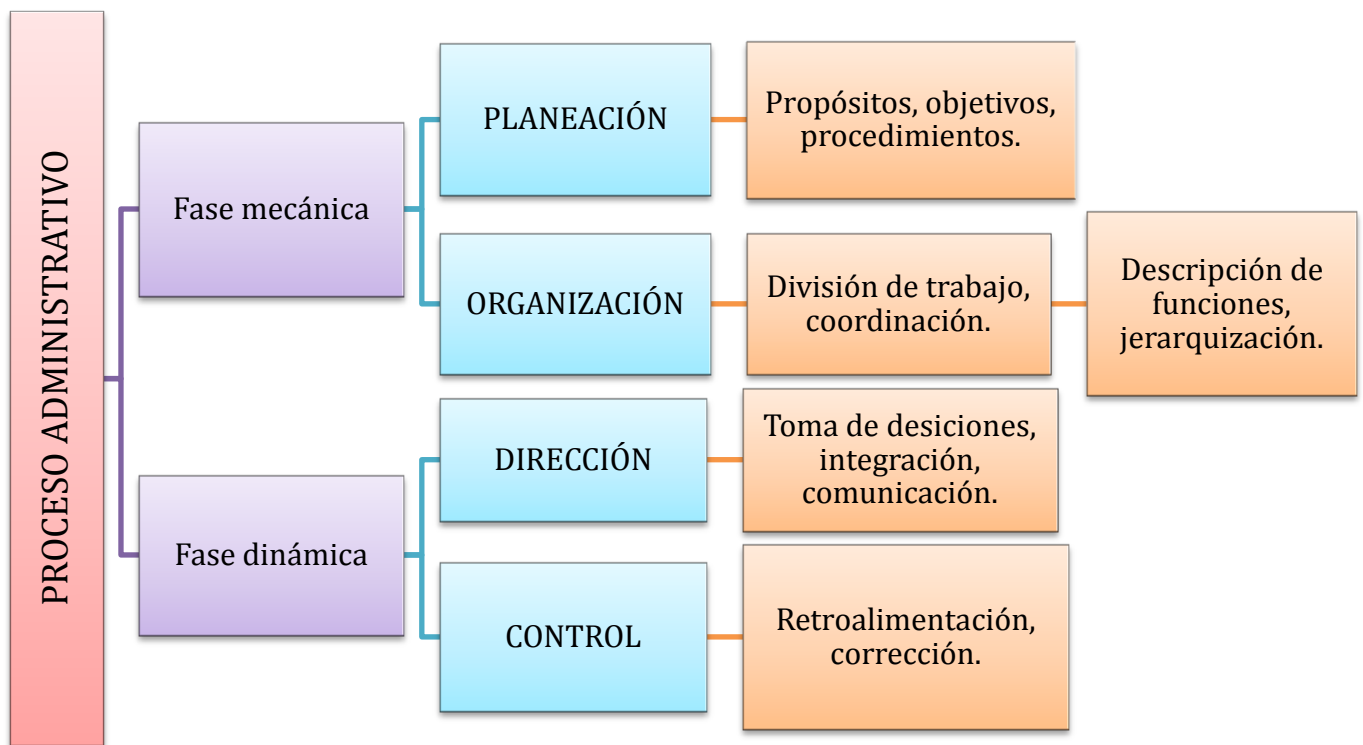 PROCESO ADMINISTRATIVO
Fase mecánica
PLANEACIÓN
Propósitos, objetivos,
procedimientos.
ORGANIZACIÓN
División de trabajo,
coordinación.
Descripción de
funciones,
jerarquización.
Fase dinámica
DIRECCIÓN
Toma de desiciones,
integración,
comunicación.
CONTROL
Retroalimentación,
corrección.